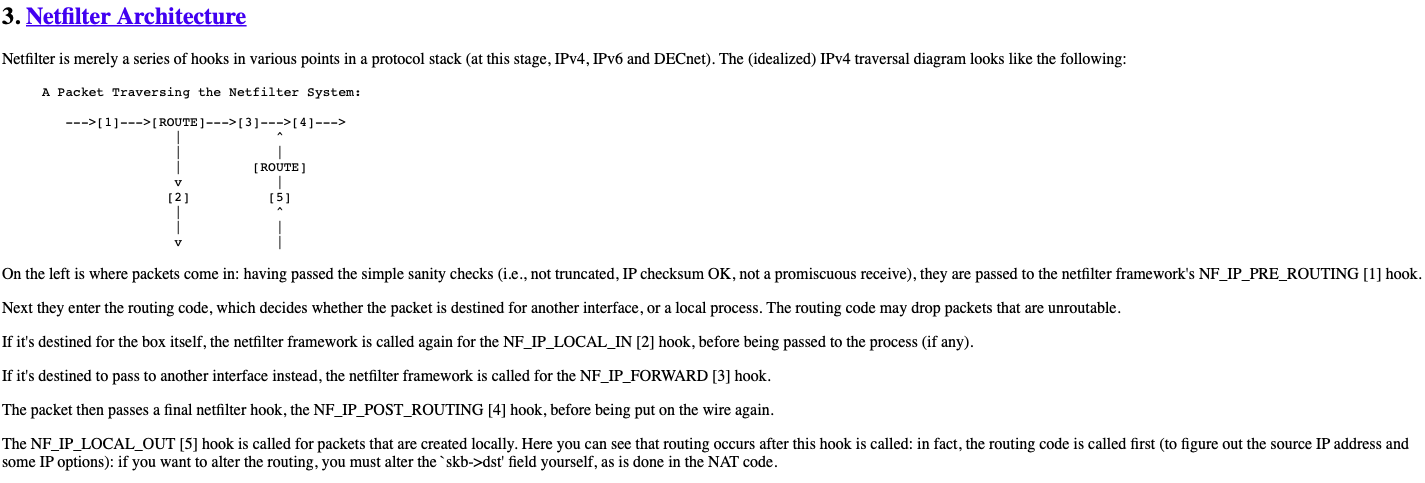 3. Netfilter Architecture
Netfilter is merely a series of hooks in various points in a protocol stack (at this stage, IPv4, IPv6 and DECnet). The (idealized) IPv4 traversal diagram looks like the following:
A Packet Traversing the Netfilter System:
--->[1]--->[ROUTE]--->[3]--->[4]--->
|            ^
|            |
|         [ROUTE]
v            |
[2]          [5]
|            ^
|            |
v            |
On the left is where packets come in: having passed the simple sanity checks (i.e., not truncated, IP checksum OK, not a promiscuous receive), they are passed to the netfilter framework's NF_IP_PRE_ROUTING [1] hook.
Next they enter the routing code, which decides whether the packet is destined for another interface, or a local process. The routing code may drop packets that are unroutable.
If it's destined for the box itself, the netfilter framework is called again for the NF_IP_LOCAL_IN [2] hook, before being passed to the process (if any).
If it's destined to pass to another interface instead, the netfilter framework is called for the NF_IP_FORWARD [3] hook.
The packet then passes a final netfilter hook, the NF_IP_POST_ROUTING [4] hook, before being put on the wire again.
The NF_IP_LOCAL_OUT [5] hook is called for packets that are created locally. Here you can see that routing occurs after this hook is called: in fact, the routing code is called first (to figure out the source IP address and
some IP options): if you want to alter the routing, you must alter the `skb->dst' field yourself, as is done in the NAT code.